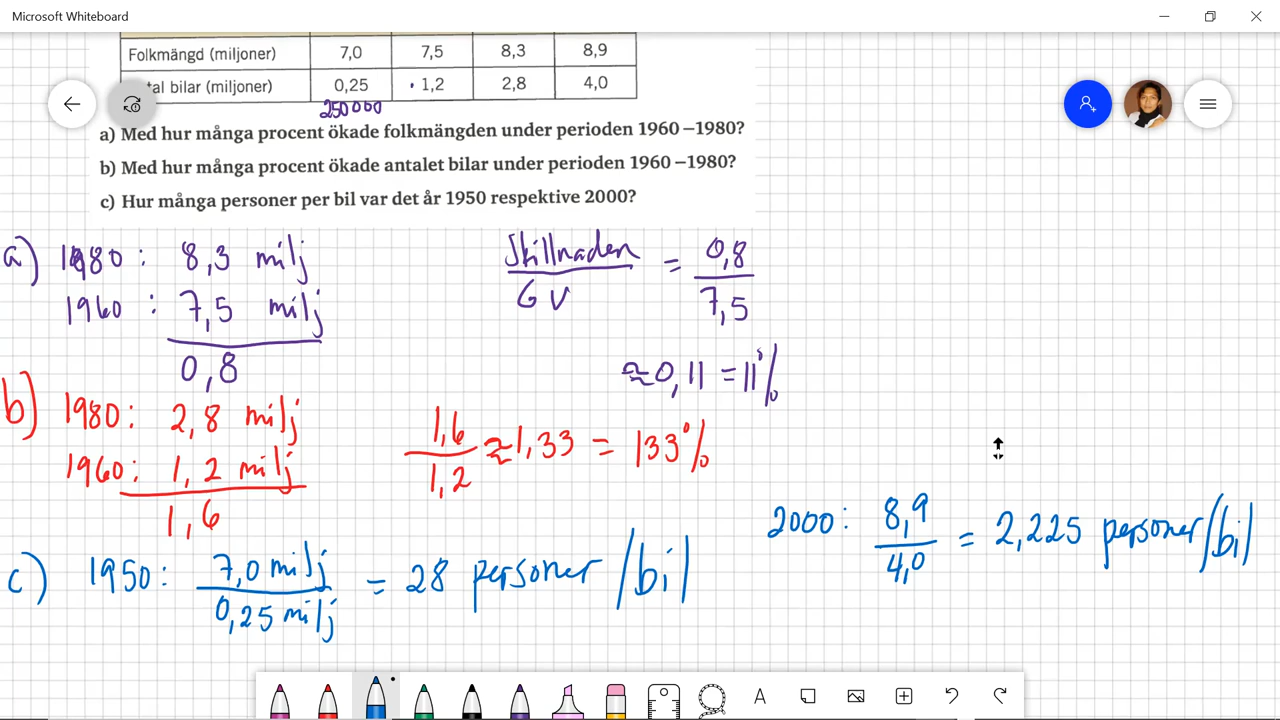 Microsoft Whiteboard
Folkmängd (miljoner) 7,0 7,5 8,3 8,9
tal bilar (miljoner) 0,25 1,2 2,8 4,0
250000
a) Med hur många procent ökade folkmängden under perioden 1960–1980?
b) Med hur många procent ökade antalet bilar under perioden 1960–1980?
c) Hur många personer per bil var det år 1950 respektive 2000?
a) 1980: 8,3 milj
1960: 7,5 milj
0,8
Skillnaden / GV = 0,8 / 7,5
≈0,11 = 11%
b) 1980: 2,8 milj
1960: 1,2 milj
1,6
1,6 / 1,2 ≈ 1,33 = 133%
c) 1950: 7,0 milj / 0,25 milj = 28 personer/bil
2000: 8,9 / 4,0 = 2,225 personer/bil
A